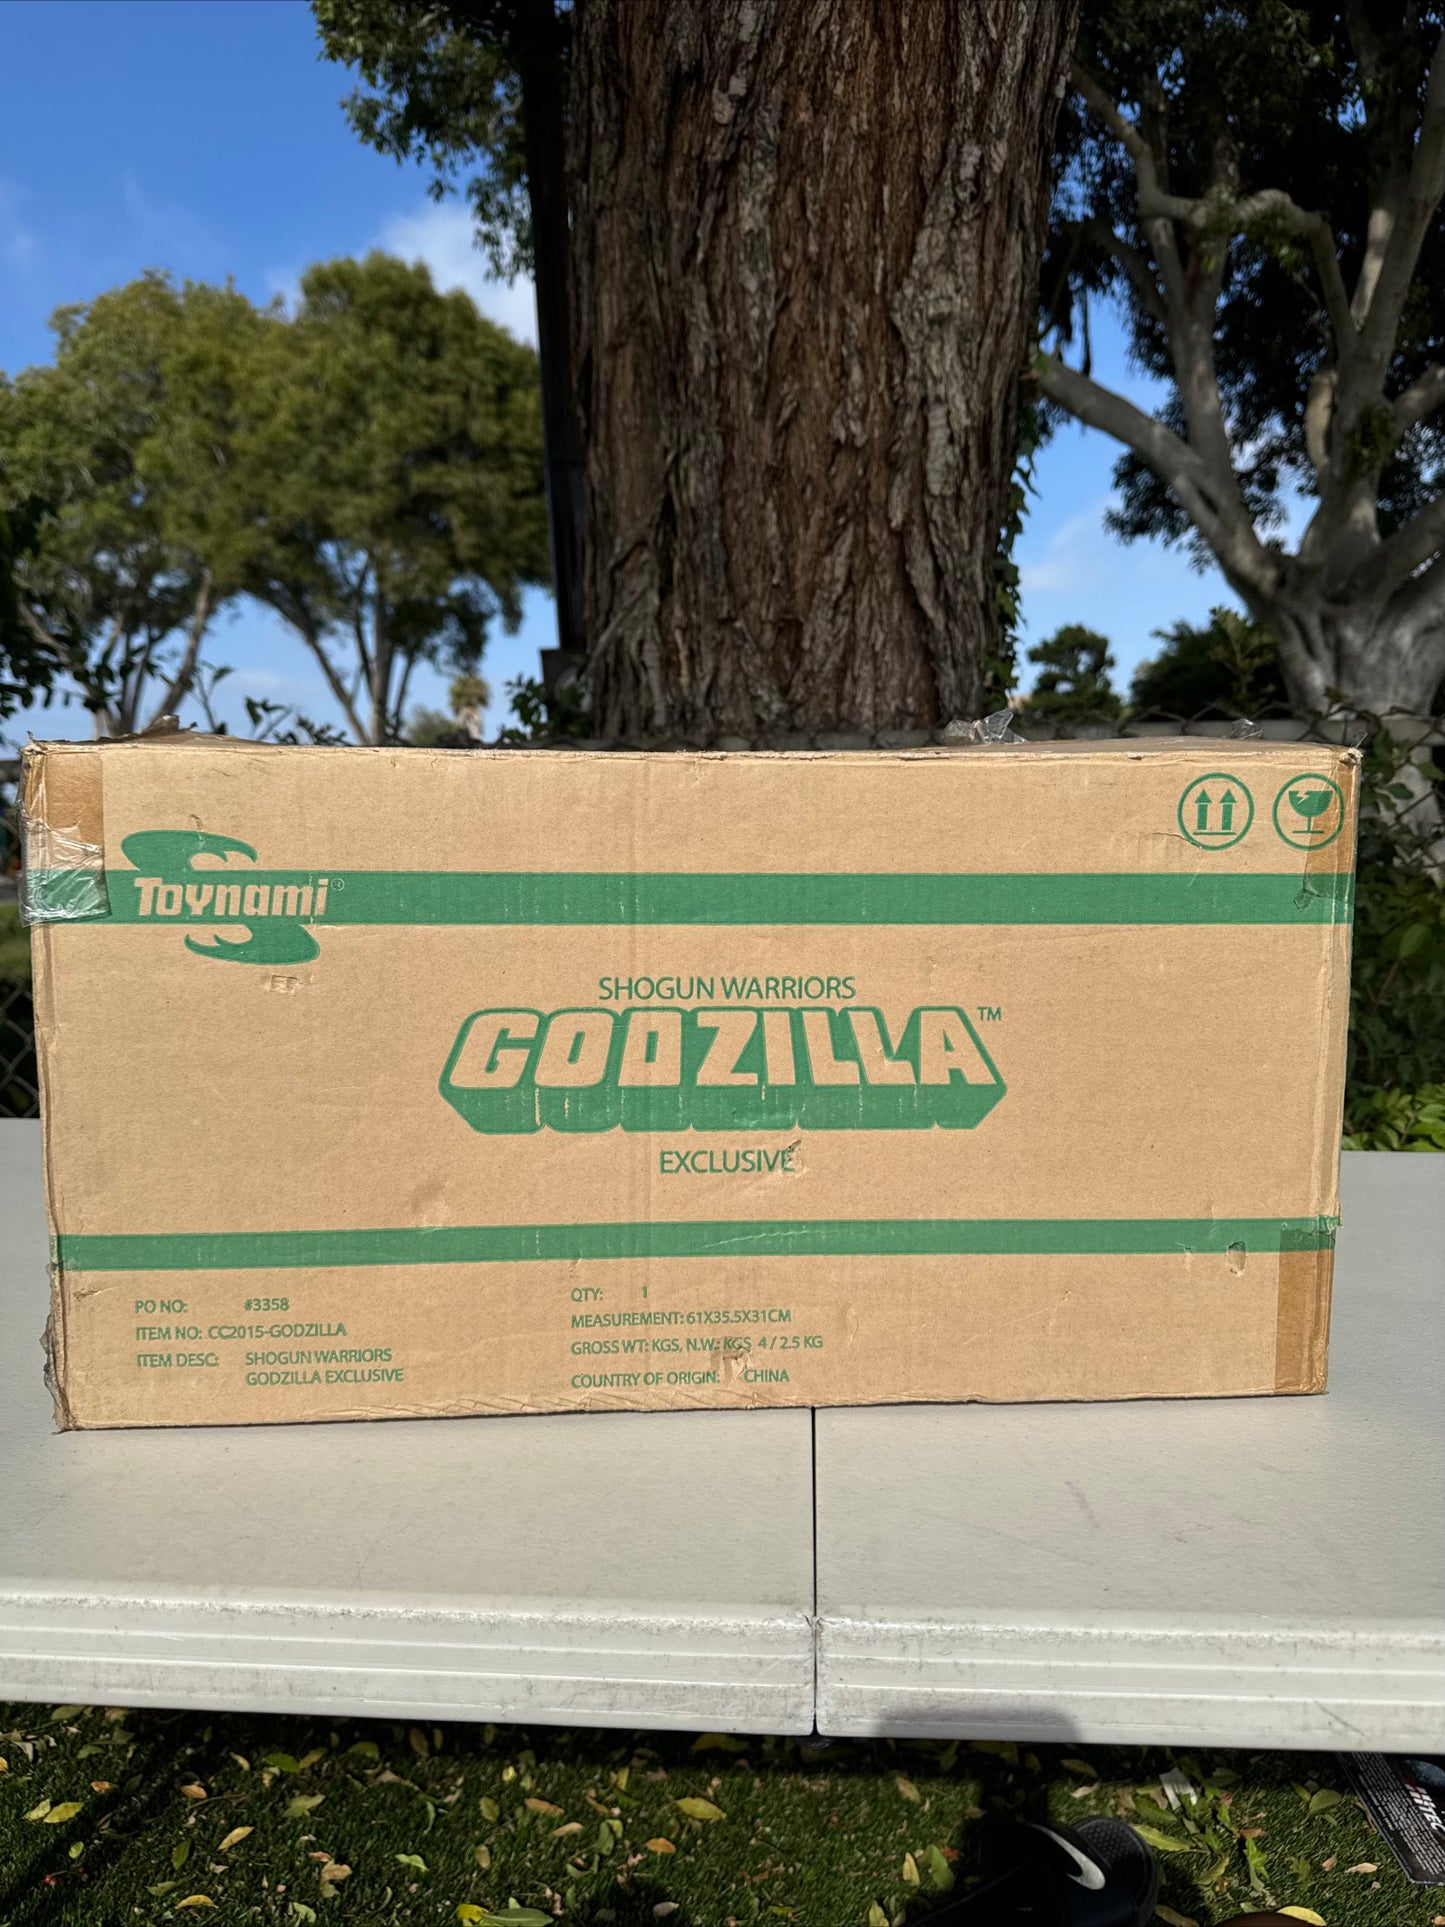 Toynami®
SHOGUN WARRIORS
GODZILLA™
EXCLUSIVE
PO NO: #3358
ITEM NO: CC2015-GODZILLA
ITEM DESC: SHOGUN WARRIORS
GODZILLA EXCLUSIVE
QTY: 1
MEASUREMENT: 61X35.5X31CM
GROSS WT: KGS, N.W.: KGS 4 / 2.5 KG
COUNTRY OF ORIGIN: CHINA